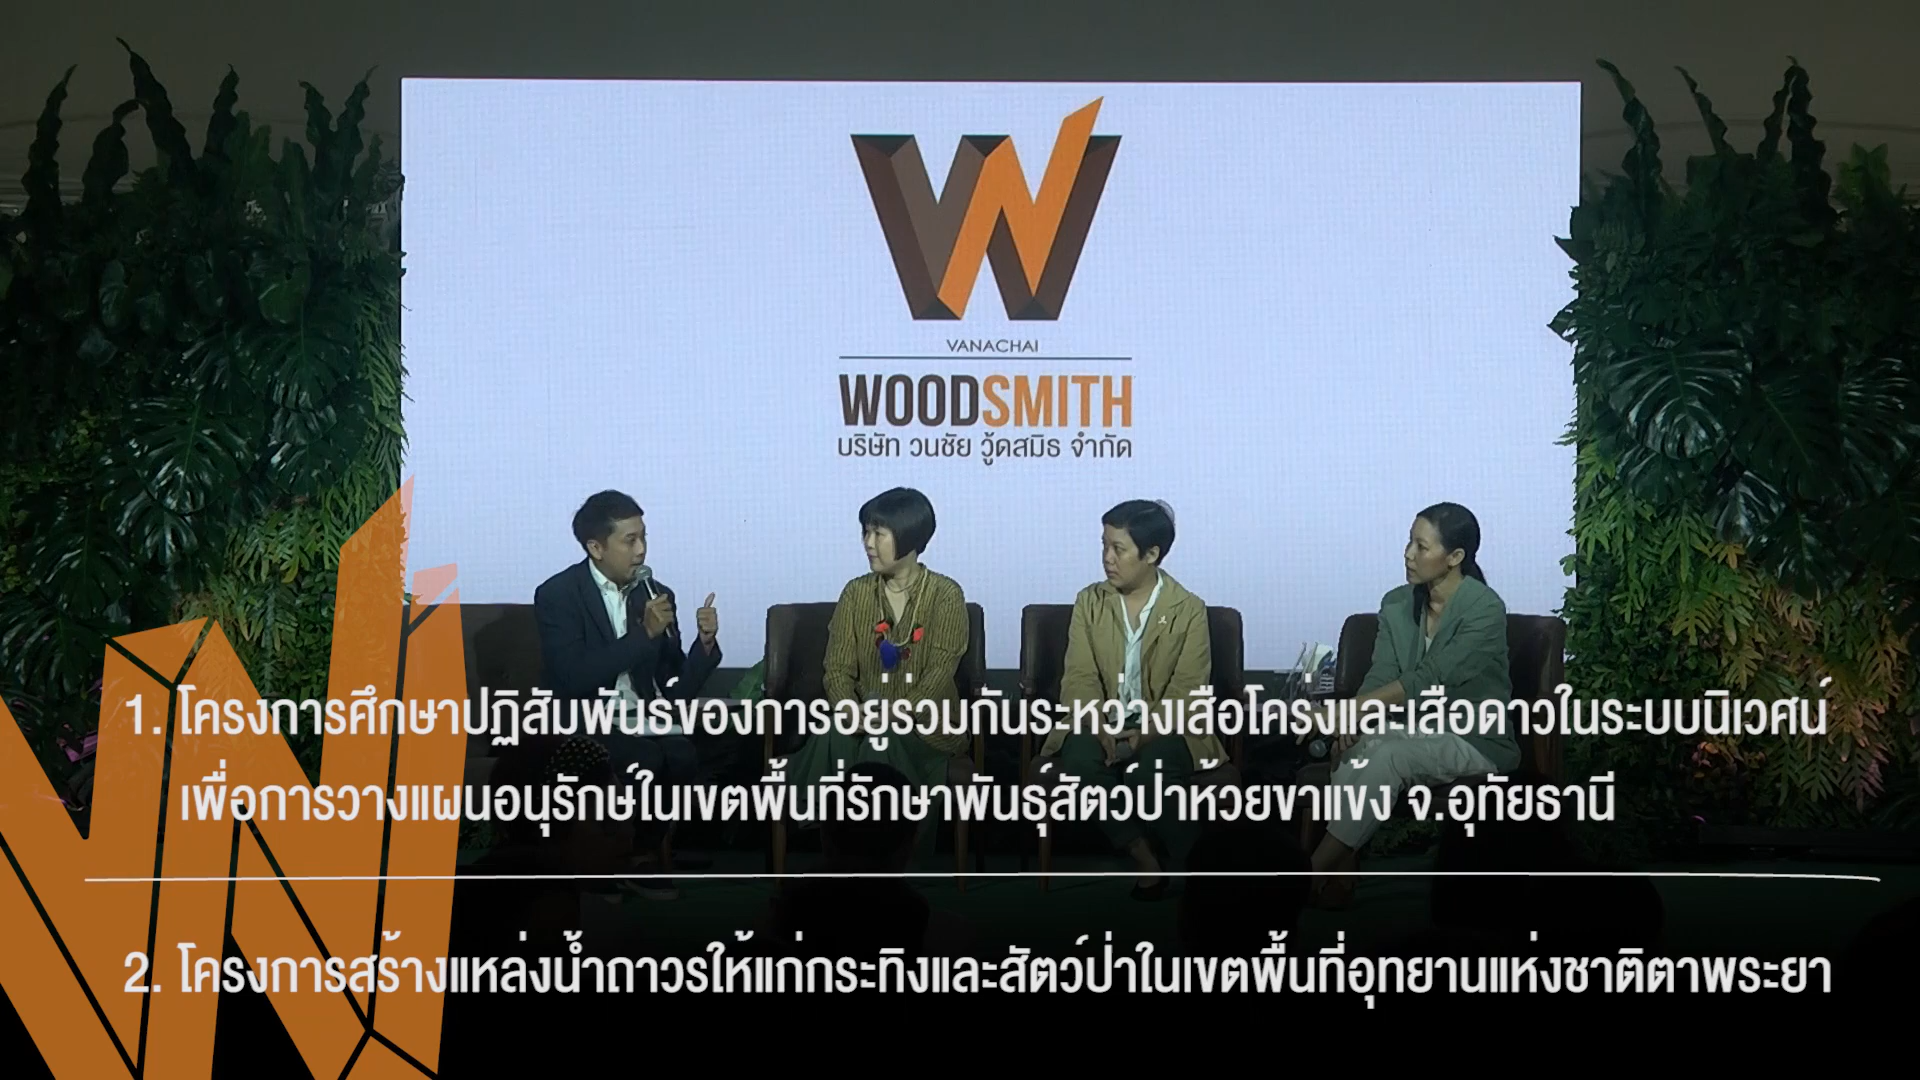 VANACHAI
WOODSMITH
บริษัท วนชัย วู้ดสมิธ จำกัด
1. โครงการศึกษาปฏิสัมพันธ์ของการอยู่ร่วมกันระหว่างเสือโคร่งและเสือดาวในระบบนิเวศน์
เพื่อการวางแผนอนุรักษ์ในเขตพื้นที่รักษาพันธุ์สัตว์ป่าห้วยขาแข้ง จ.อุทัยธานี
2. โครงการสร้างแหล่งน้ำถาวรให้แก่กระทิงและสัตว์ป่าในเขตพื้นที่อุทยานแห่งชาติตาพระยา